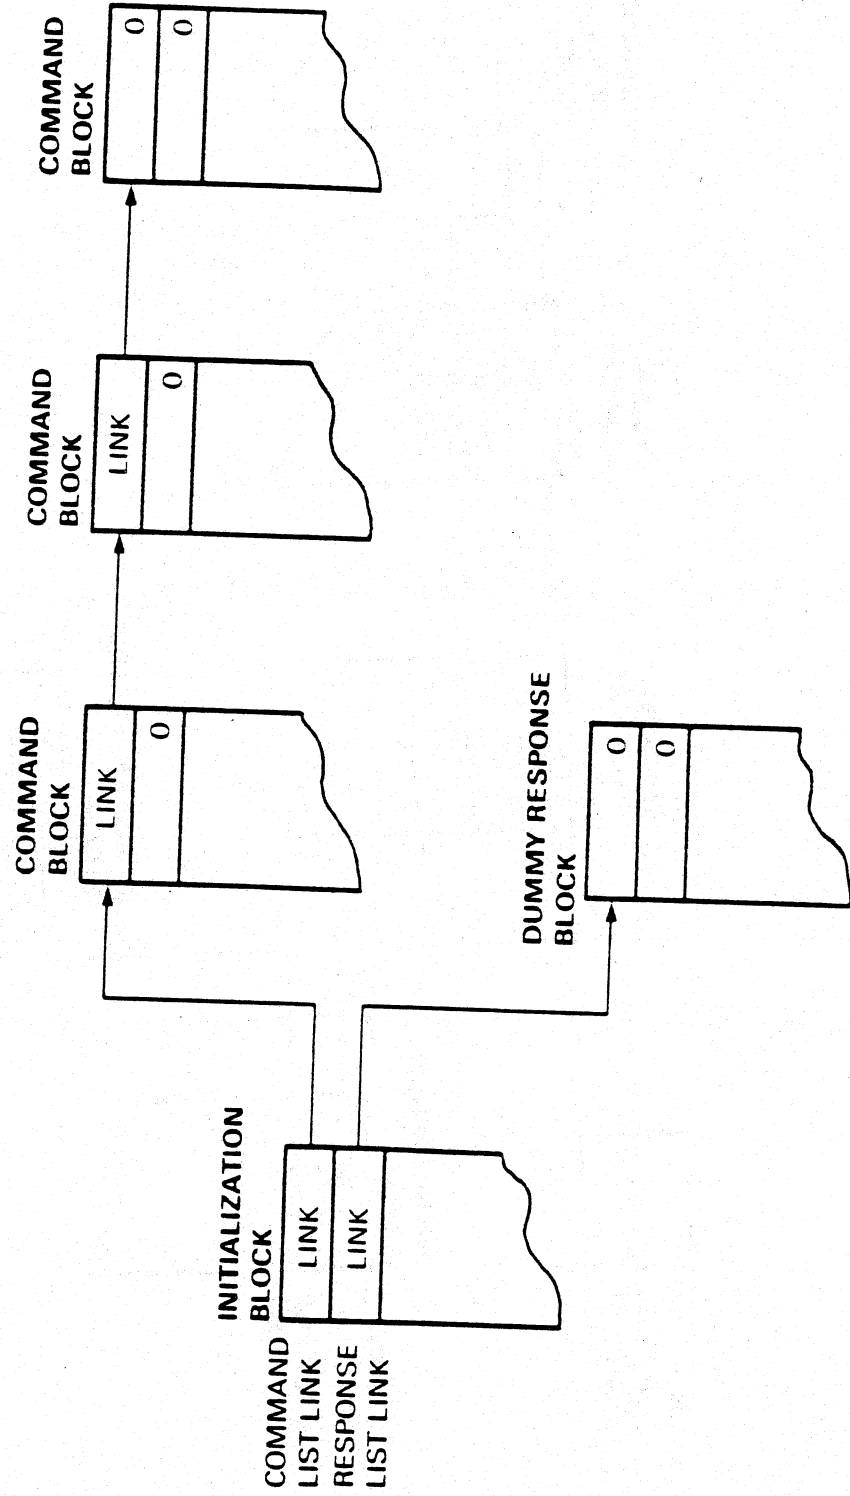 COMMAND
BLOCK
LINK
0
COMMAND
BLOCK
LINK
0
COMMAND
BLOCK
0
0
INITIALIZATION
BLOCK
COMMAND
LIST LINK
LINK
RESPONSE
LIST LINK
LINK
DUMMY RESPONSE
BLOCK
0
0